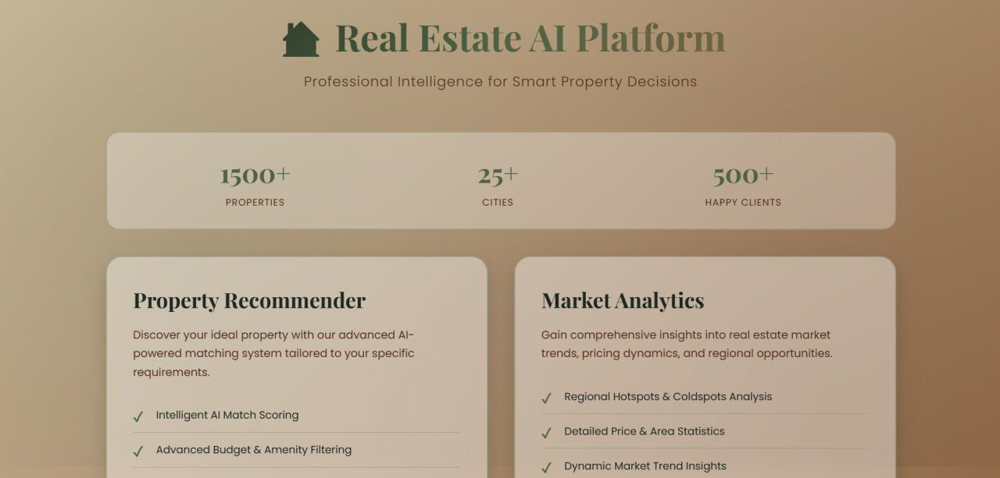 Real Estate AI Platform
Professional Intelligence for Smart Property Decisions
1500+
PROPERTIES
25+
CITIES
500+
HAPPY CLIENTS
Property Recommender
Discover your ideal property with our advanced AI-
powered matching system tailored to your specific
requirements.
Intelligent AI Match Scoring
Advanced Budget & Amenity Filtering
Market Analytics
Gain comprehensive insights into real estate market
trends, pricing dynamics, and regional opportunities.
Regional Hotspots & Coldspots Analysis
Detailed Price & Area Statistics
Dynamic Market Trend Insights